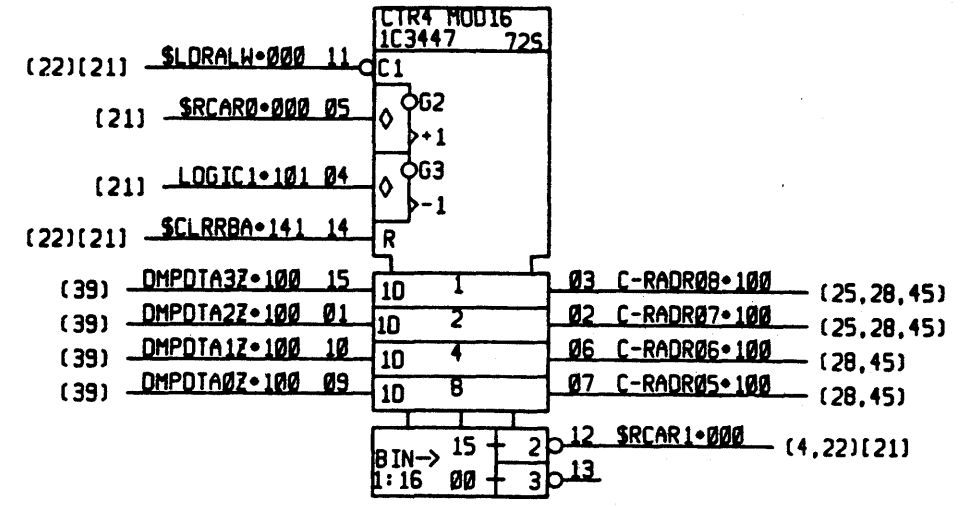 CTR4 MOD16
1C3447 72S
(22)[21] $LDRALW•000 11 C1
[21] $RCAR0•000 05 ◇ G2
>+1
[21] LOGIC1•101 04 ◇ G3
>-1
[22)[21] $CLRRBA•141 14 R
(39) DMPDTA3Z•100 15 1D 1 03 C-RADR08•100 (25,28,45)
(39) DMPDTA2Z•100 01 1D 2 02 C-RADR07•100 (25,28,45)
(39) DMPDTA1Z•100 10 1D 4 06 C-RADR06•100 (28,45)
(39) DMPDTA0Z•100 09 1D 8 07 C-RADR05•100 (28,45)
BIN→ 15 2 12 $RCAR1•000 (4,22)[21]
1:16 00 3 13